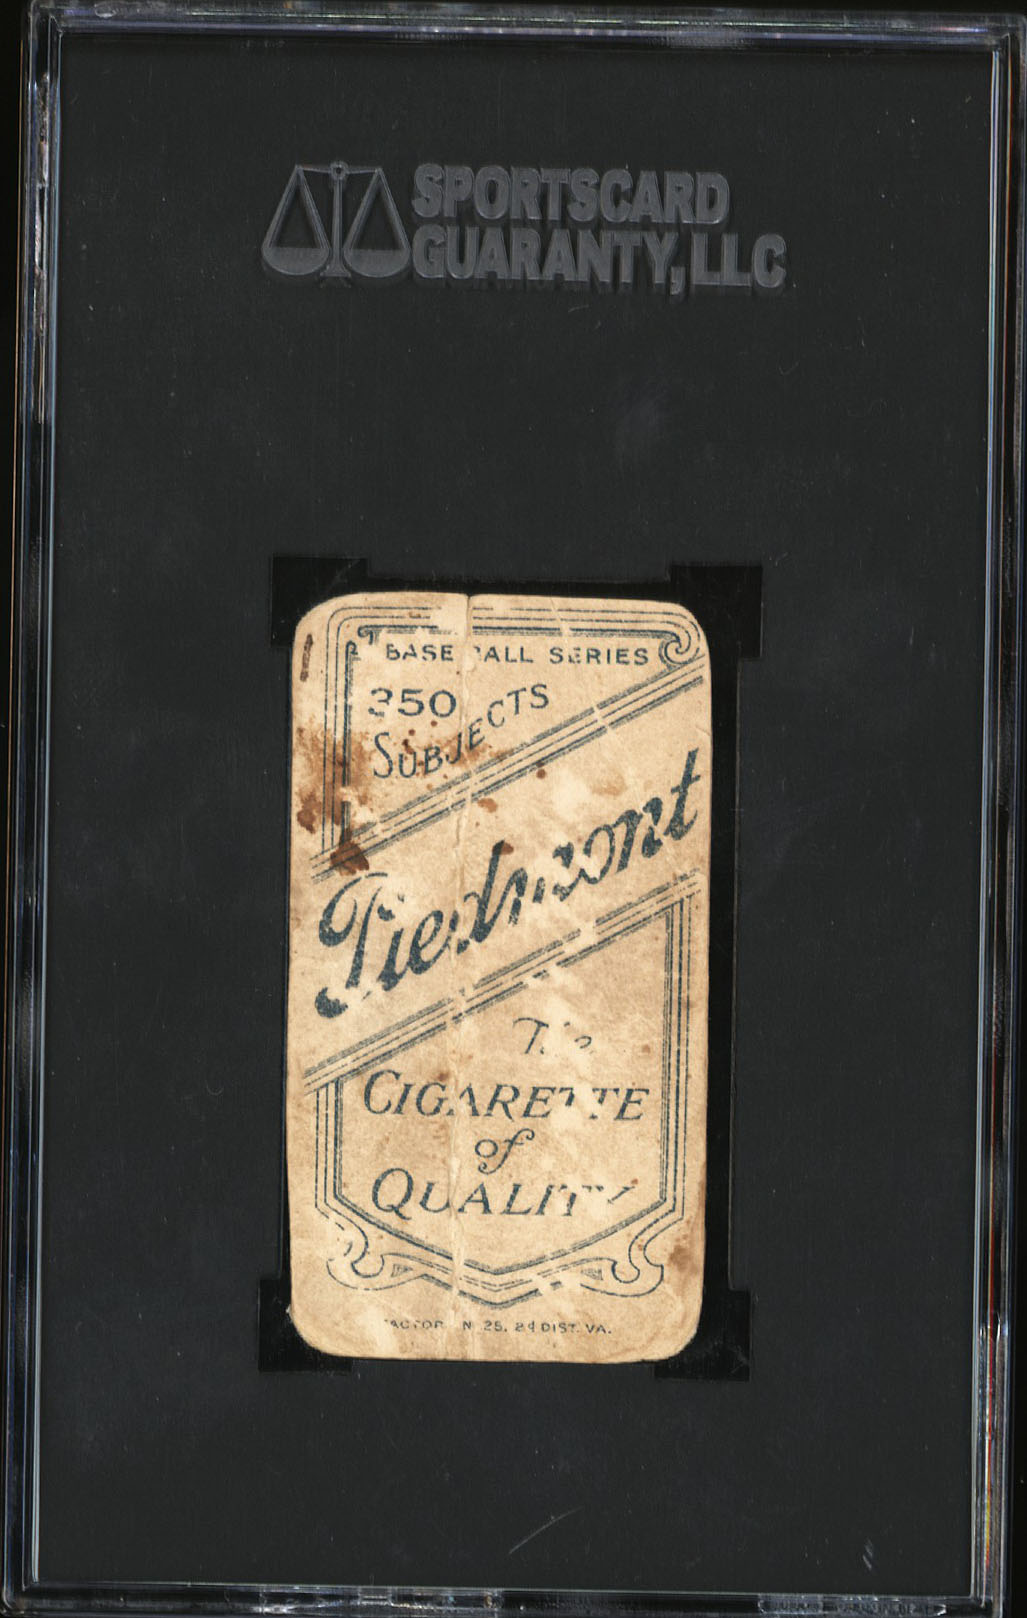 SPORTSCARD
GUARANTY, LLC
BASE BALL SERIES
350
SUBJECTS
Piedmont
The
CIGARETTE
of
QUALITY
FACTORY No 25, 2d DIST. VA.